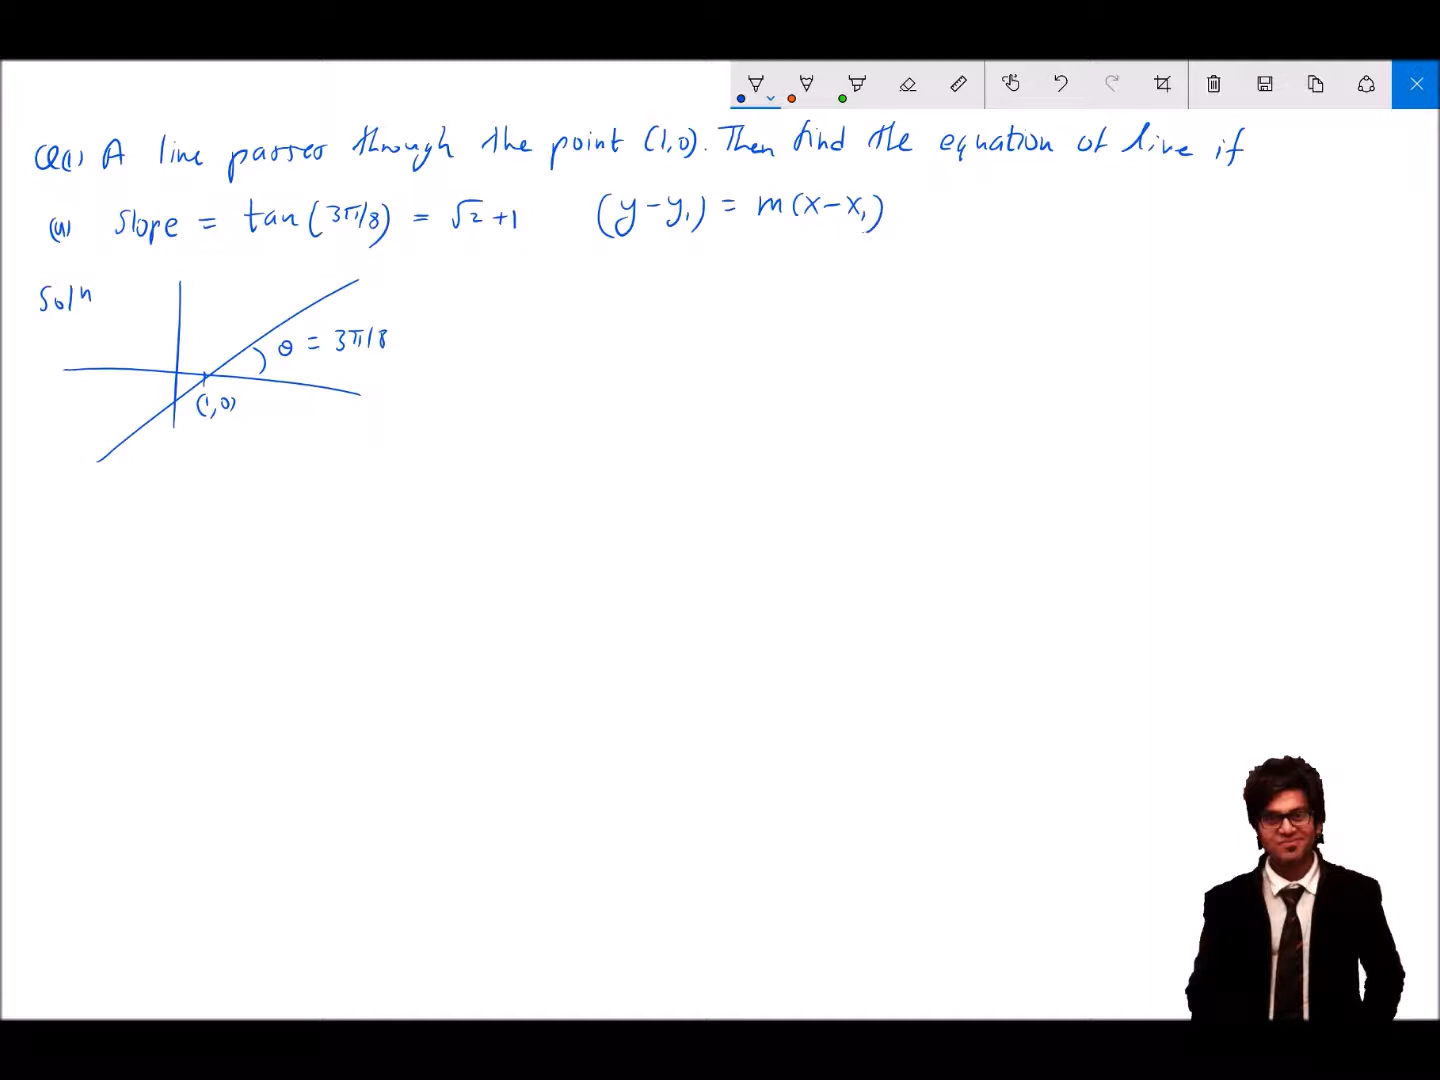 Q(1) A line passes through the point (1,0). Then find the equation of line if
(a) Slope = tan(3π/8) = √2 +1 (y-y₁) = m(x-x₁)
Soln
θ = 3π/8
(1,0)